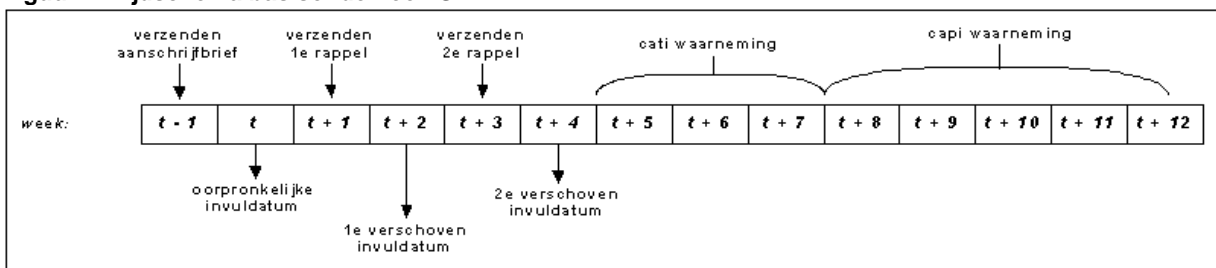 verzenden
aanschrijfbrief
verzenden
1e rappel
verzenden
2e rappel
cati waarneming
capi waarneming
week: t - 1 t t + 1 t + 2 t + 3 t + 4 t + 5 t + 6 t + 7 t + 8 t + 9 t + 10 t + 11 t + 12
oorpronkelijke
invuldatum
1e verschoven
invuldatum
2e verschoven
invuldatum